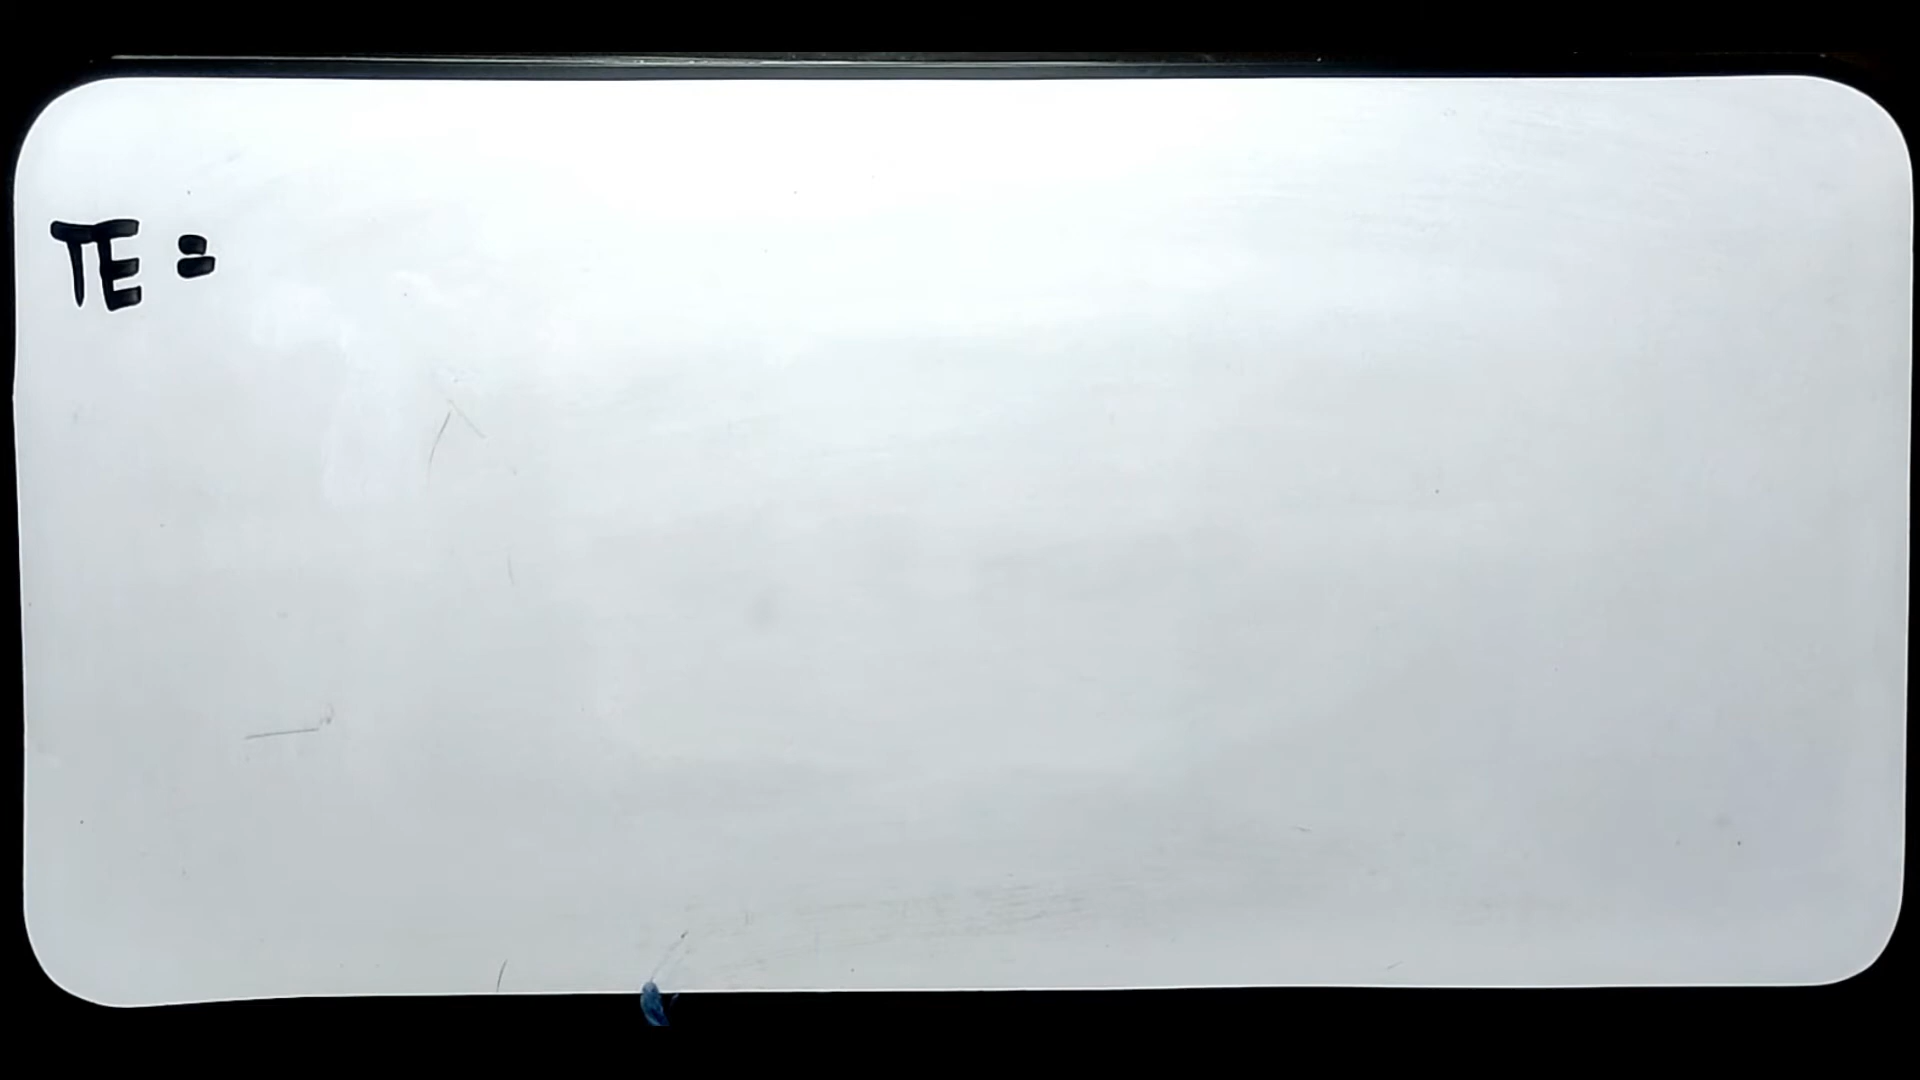 TE =